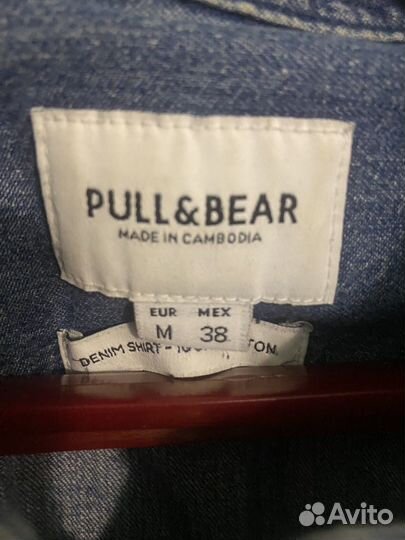 PULL&BEAR
MADE IN CAMBODIA
EUR MEX
M 38
DENIM SHIRT -
Avito